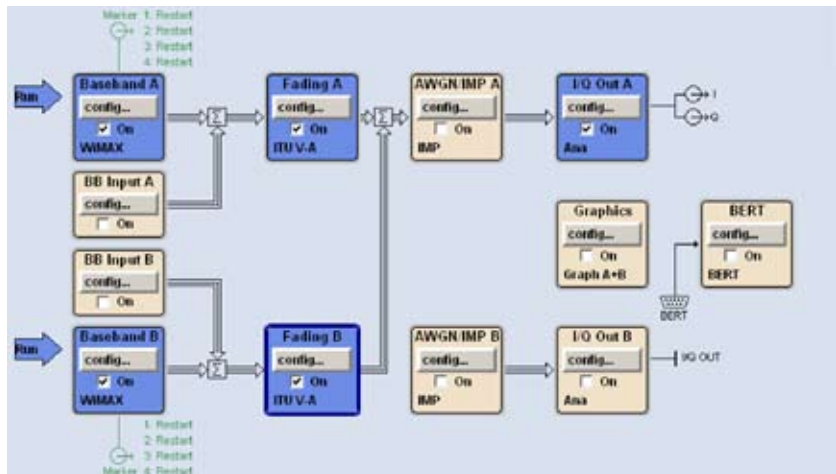 Marker 1: Restart
2: Restart
3: Restart
4: Restart
Run
Baseband A
config...
On
WiMAX
Fading A
config...
On
ITU V-A
AWGN/IMP A
config...
On
IMP
I/Q Out A
config...
On
Ana
I
Q
BB Input A
config...
On
Graphics
config...
On
Graph A+B
BERT
config...
On
BERT
BERT
BB Input B
config...
On
Run
Baseband B
config...
On
WiMAX
Fading B
config...
On
ITU V-A
AWGN/IMP B
config...
On
IMP
I/Q Out B
config...
On
Ana
I/Q OUT
1: Restart
2: Restart
3: Restart
Marker 4: Restart